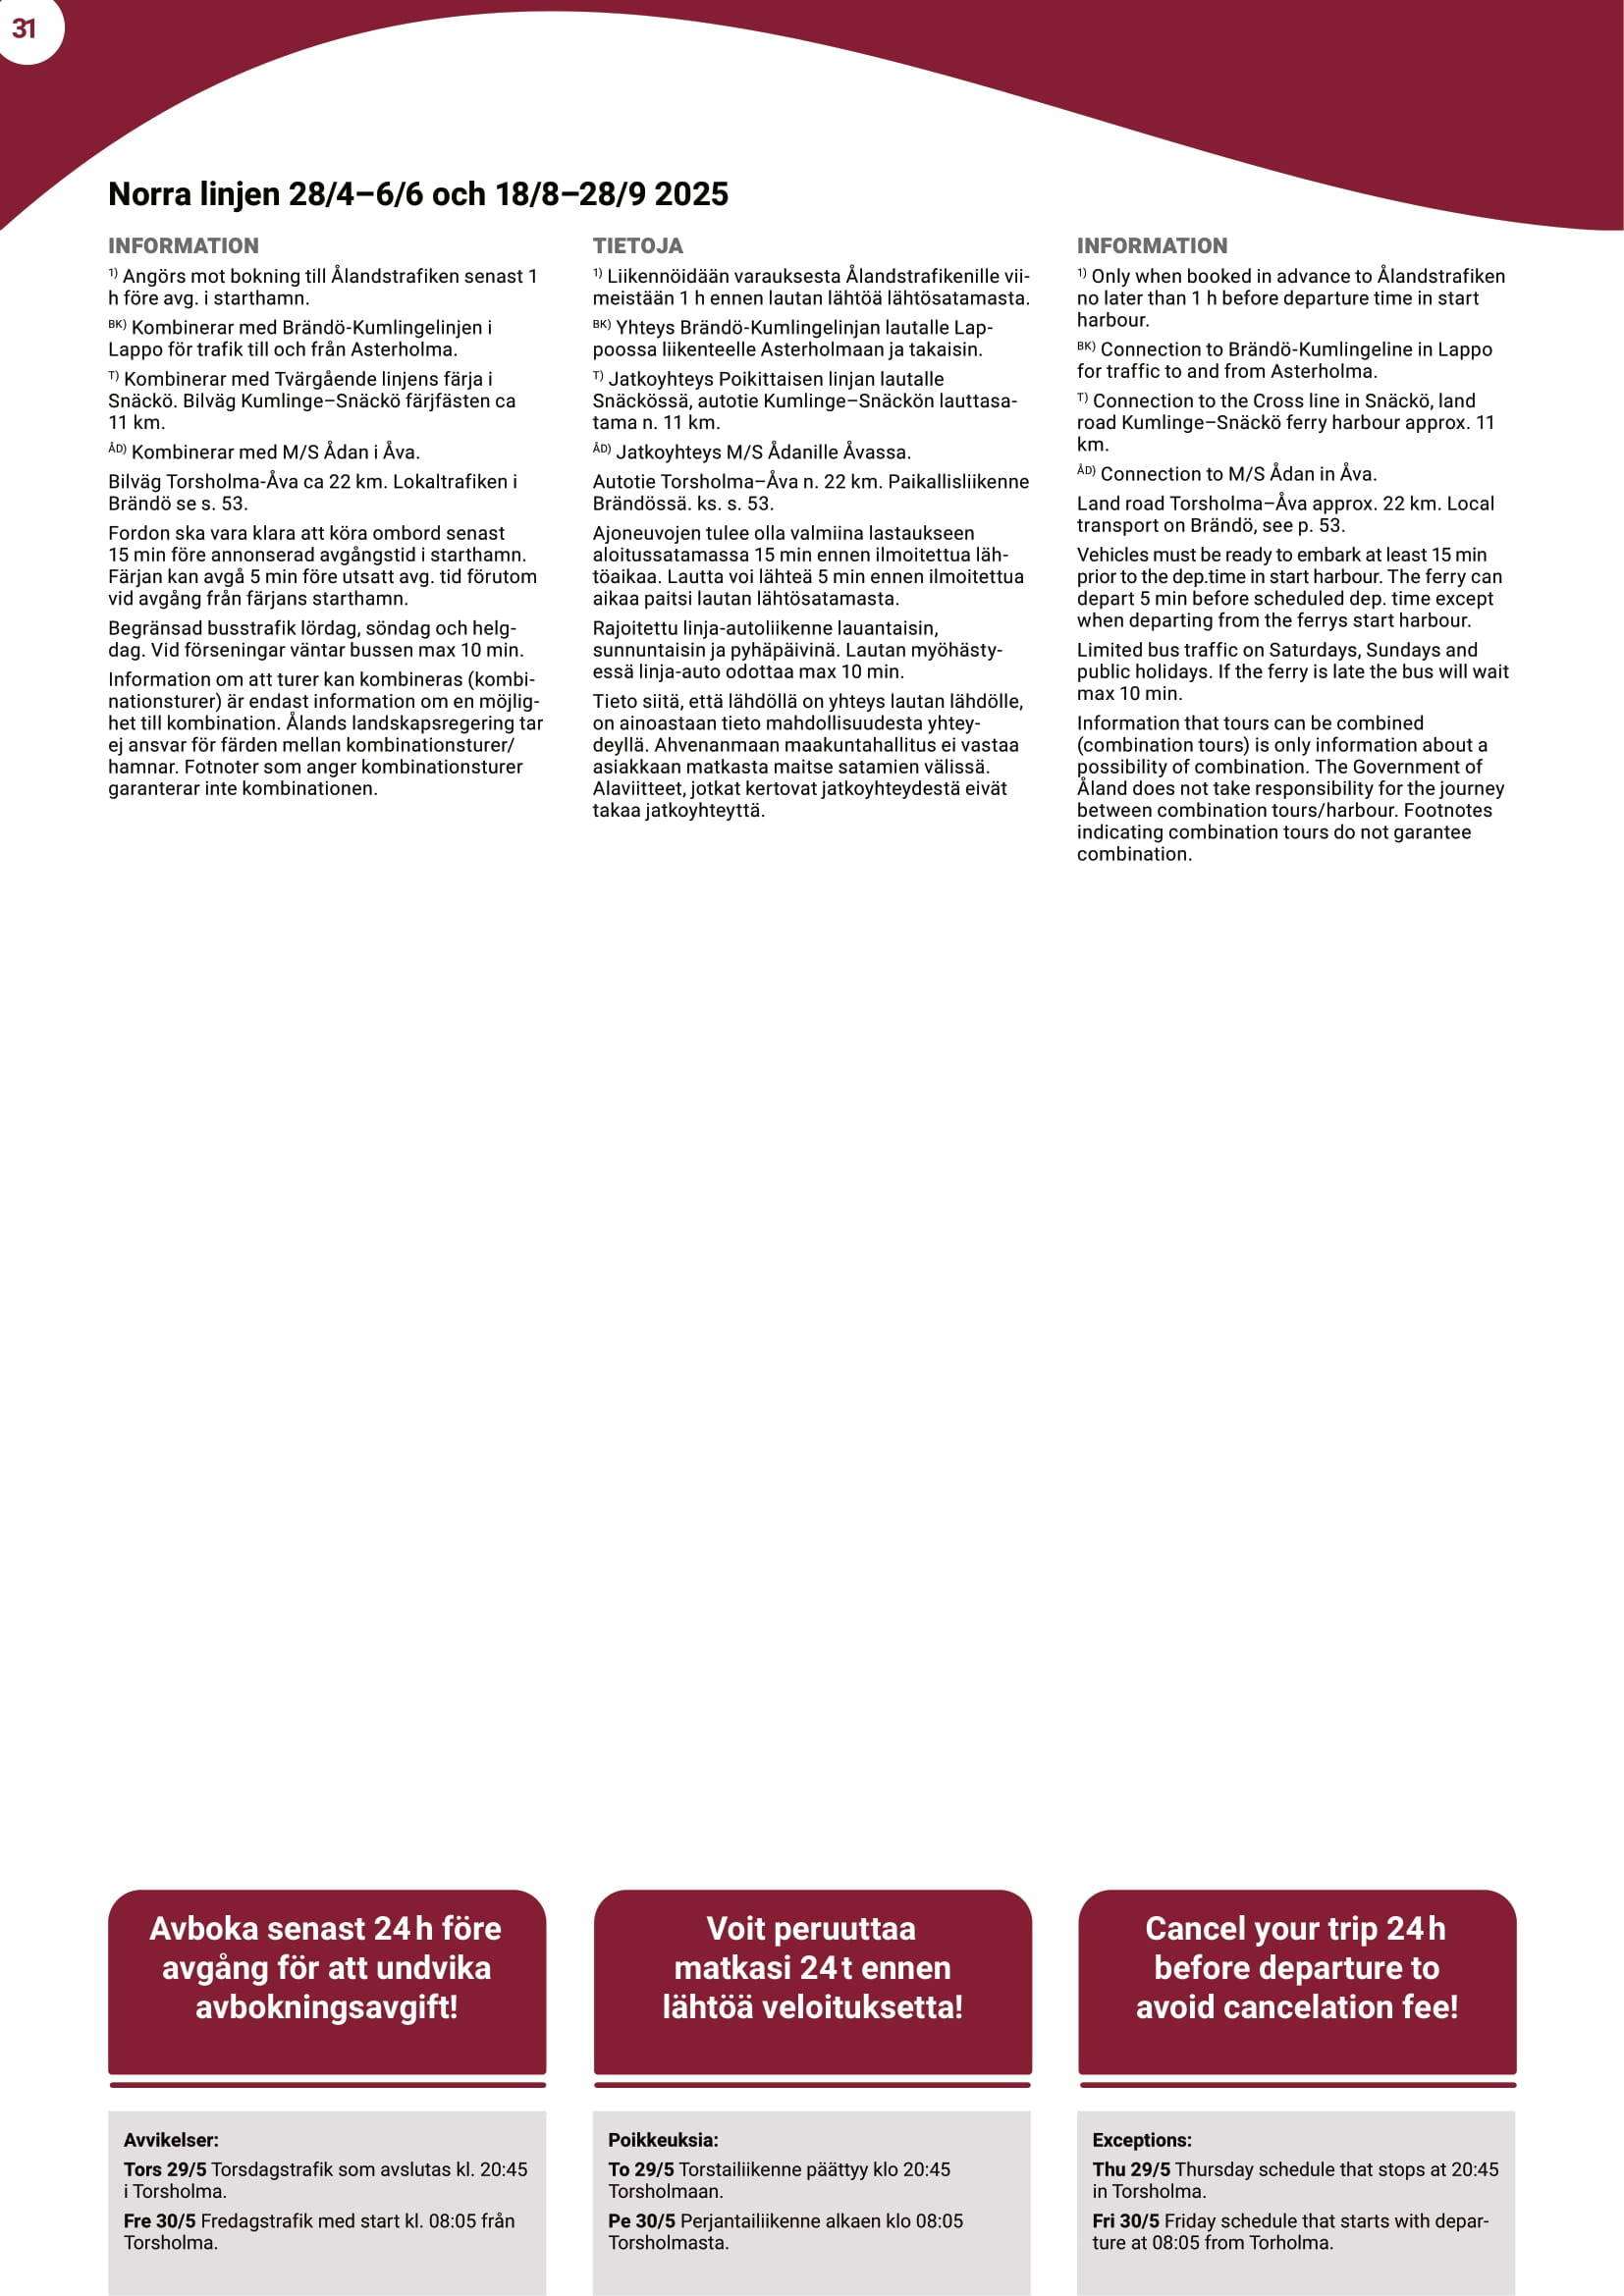 31
Norra linjen 28/4–6/6 och 18/8–28/9 2025
INFORMATION
1) Angörs mot bokning till Ålandstrafiken senast 1
h före avg. i starthamn.
BK) Kombinerar med Brändö-Kumlingelinjen i
Lappo för trafik till och från Asterholma.
T) Kombinerar med Tvärgående linjens färja i
Snäckö. Bilväg Kumlinge–Snäckö färjfästen ca
11 km.
ÅD) Kombinerar med M/S Ådan i Åva.
Bilväg Torsholma-Åva ca 22 km. Lokaltrafiken i
Brändö se s. 53.
Fordon ska vara klara att köra ombord senast
15 min före annonserad avgångstid i starthamn.
Färjan kan avgå 5 min före utsatt avg. tid förutom
vid avgång från färjans starthamn.
Begränsad busstrafik lördag, söndag och helg-
dag. Vid förseningar väntar bussen max 10 min.
Information om att turer kan kombineras (kombi-
nationsturer) är endast information om en möjlig-
het till kombination. Ålands landskapsregering tar
ej ansvar för färden mellan kombinationsturer/
hamnar. Fotnoter som anger kombinationsturer
garanterar inte kombinationen.
TIETOJA
1) Liikennöidään varauksesta Ålandstrafikenille vii-
meistään 1 h ennen lautan lähtöä lähtösatamasta.
BK) Yhteys Brändö-Kumlingelinjan lautalle Lap-
poossa liikenteelle Asterholmaan ja takaisin.
T) Jatkoyhteys Poikittaisen linjan lautalle
Snäckössä, autotie Kumlinge–Snäckön lauttasa-
tama n. 11 km.
ÅD) Jatkoyhteys M/S Ådanille Åvassa.
Autotie Torsholma–Åva n. 22 km. Paikallisliikenne
Brändössä. ks. s. 53.
Ajoneuvojen tulee olla valmiina lastaukseen
aloitussatamassa 15 min ennen ilmoitettua läh-
töaikaa. Lautta voi lähteä 5 min ennen ilmoitettua
aikaa paitsi lautan lähtösatamasta.
Rajoitettu linja-autoliikenne lauantaisin,
sunnuntaisin ja pyhäpäivinä. Lautan myöhästy-
essä linja-auto odottaa max 10 min.
Tieto siitä, että lähdöllä on yhteys lautan lähdölle,
on ainoastaan tieto mahdollisuudesta yhtey-
deyllä. Ahvenanmaan maakuntahallitus ei vastaa
asiakkaan matkasta maitse satamien välissä.
Alaviitteet, jotkat kertovat jatkoyhteydestä eivät
takaa jatkoyhteyttä.
INFORMATION
1) Only when booked in advance to Ålandstrafiken
no later than 1 h before departure time in start
harbour.
BK) Connection to Brändö-Kumlingeline in Lappo
for traffic to and from Asterholma.
T) Connection to the Cross line in Snäckö, land
road Kumlinge–Snäckö ferry harbour approx. 11
km.
ÅD) Connection to M/S Ådan in Åva.
Land road Torsholma–Åva approx. 22 km. Local
transport on Brändö, see p. 53.
Vehicles must be ready to embark at least 15 min
prior to the dep.time in start harbour. The ferry can
depart 5 min before scheduled dep. time except
when departing from the ferrys start harbour.
Limited bus traffic on Saturdays, Sundays and
public holidays. If the ferry is late the bus will wait
max 10 min.
Information that tours can be combined
(combination tours) is only information about a
possibility of combination. The Government of
Åland does not take responsibility for the journey
between combination tours/harbour. Footnotes
indicating combination tours do not garantee
combination.
Avboka senast 24 h före
avgång för att undvika
avbokningsavgift!
Voit peruuttaa
matkasi 24 t ennen
lähtöä veloituksetta!
Cancel your trip 24 h
before departure to
avoid cancelation fee!
Avvikelser:
Tors 29/5 Torsdagstrafik som avslutas kl. 20:45
i Torsholma.
Fre 30/5 Fredagstrafik med start kl. 08:05 från
Torsholma.
Poikkeuksia:
To 29/5 Torstailiikenne päättyy klo 20:45
Torsholmaan.
Pe 30/5 Perjantailiikenne alkaen klo 08:05
Torsholmasta.
Exceptions:
Thu 29/5 Thursday schedule that stops at 20:45
in Torsholma.
Fri 30/5 Friday schedule that starts with depar-
ture at 08:05 from Torholma.